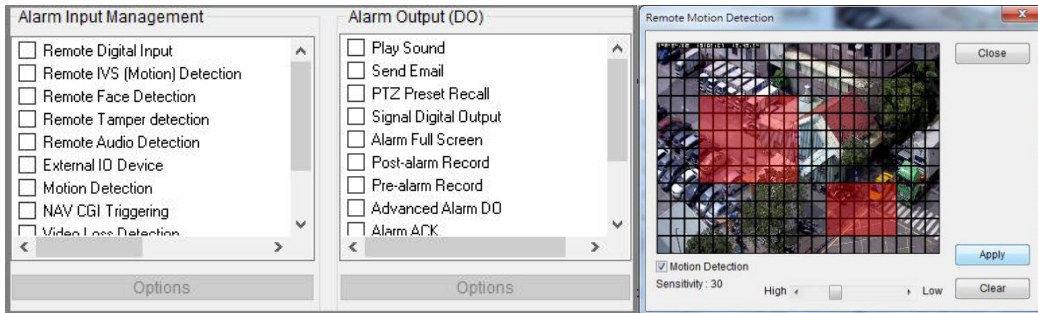 Alarm Input Management
Remote Digital Input
Remote IVS (Motion) Detection
Remote Face Detection
Remote Tamper detection
Remote Audio Detection
External IO Device
Motion Detection
NAV CGI Triggering
Video Loss Detection
Options
Alarm Output (DO)
Play Sound
Send Email
PTZ Preset Recall
Signal Digital Output
Alarm Full Screen
Post-alarm Record
Pre-alarm Record
Advanced Alarm DO
Alarm ACK
Options
Remote Motion Detection
Close
Apply
Motion Detection
Sensitivity : 30
High
Low
Clear